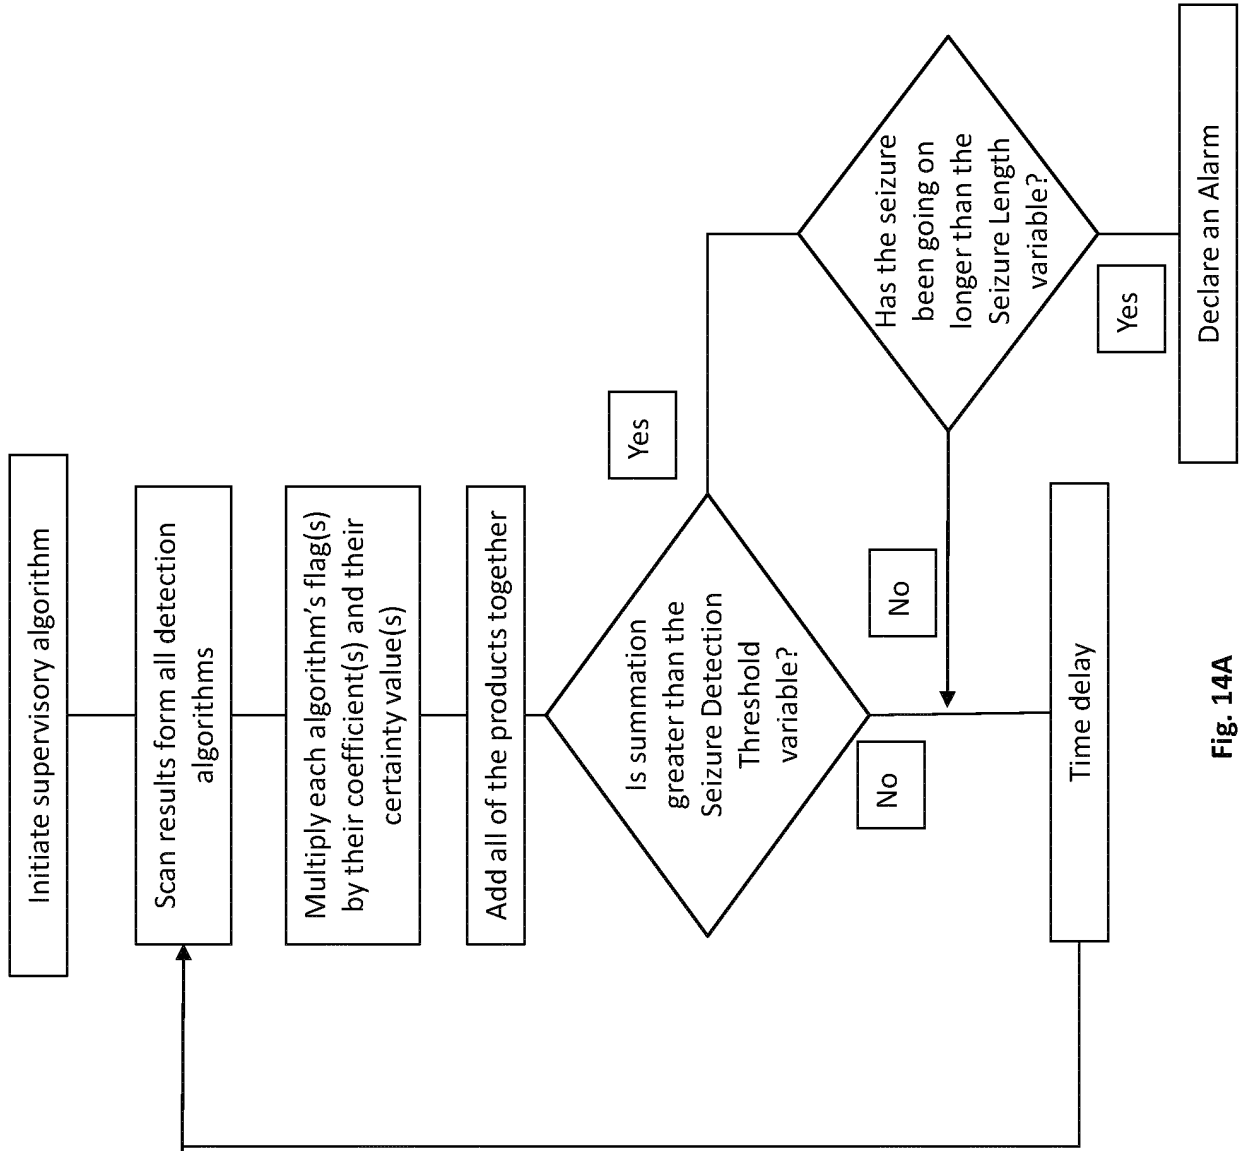 Initiate supervisory algorithm
Scan results form all detection
algorithms
Multiply each algorithm's flag(s)
by their coefficient(s) and their
certainty value(s)
Add all of the products together
Is summation
greater than the
Seizure Detection
Threshold
variable?
Yes
No
Has the seizure
been going on
longer than the
Seizure Length
variable?
No
Yes
Time delay
Declare an Alarm
Fig. 14A